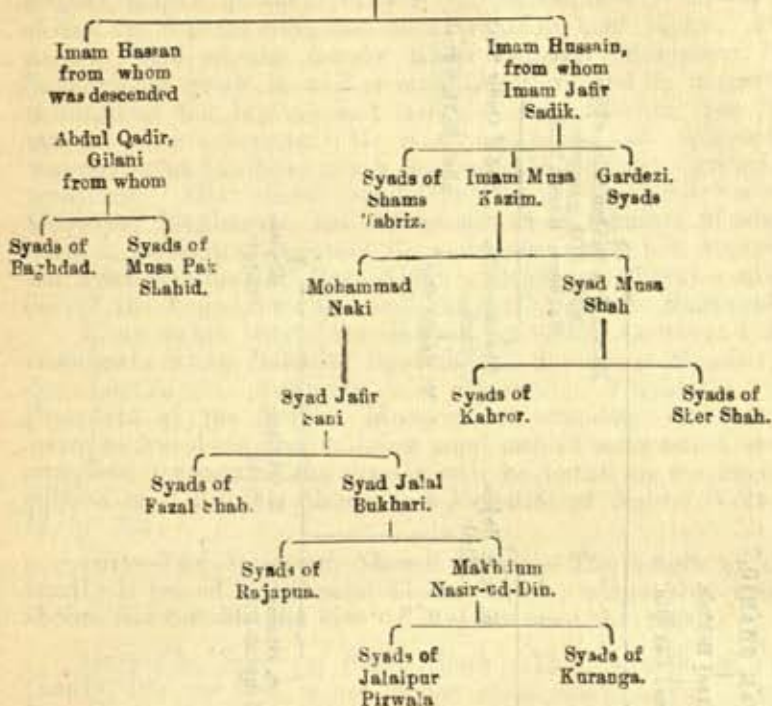 Imam Hassan
from whom
was descended
Abdul Qadir,
Gilani
from whom
Syads of
Baghdad.
Syads of
Musa Pak
Shahid.
Imam Hussain,
from whom
Imam Jafir
Sadik.
Syads of
Shams
Tabriz.
Imam Musa
Kazim.
Gardezi.
Syads
Mohammad
Naki
Syad Musa
Shah
Syad Jafir
Sani
Syads of
Kahror.
Syads of
Sher Shah.
Syads of
Fazal Shah.
Syad Jalal
Bukhari.
Syads of
Rajapua.
Makhdum
Nasir-ud-Din.
Syads of
Jalalpur
Pirwala
Syads of
Kuranga.